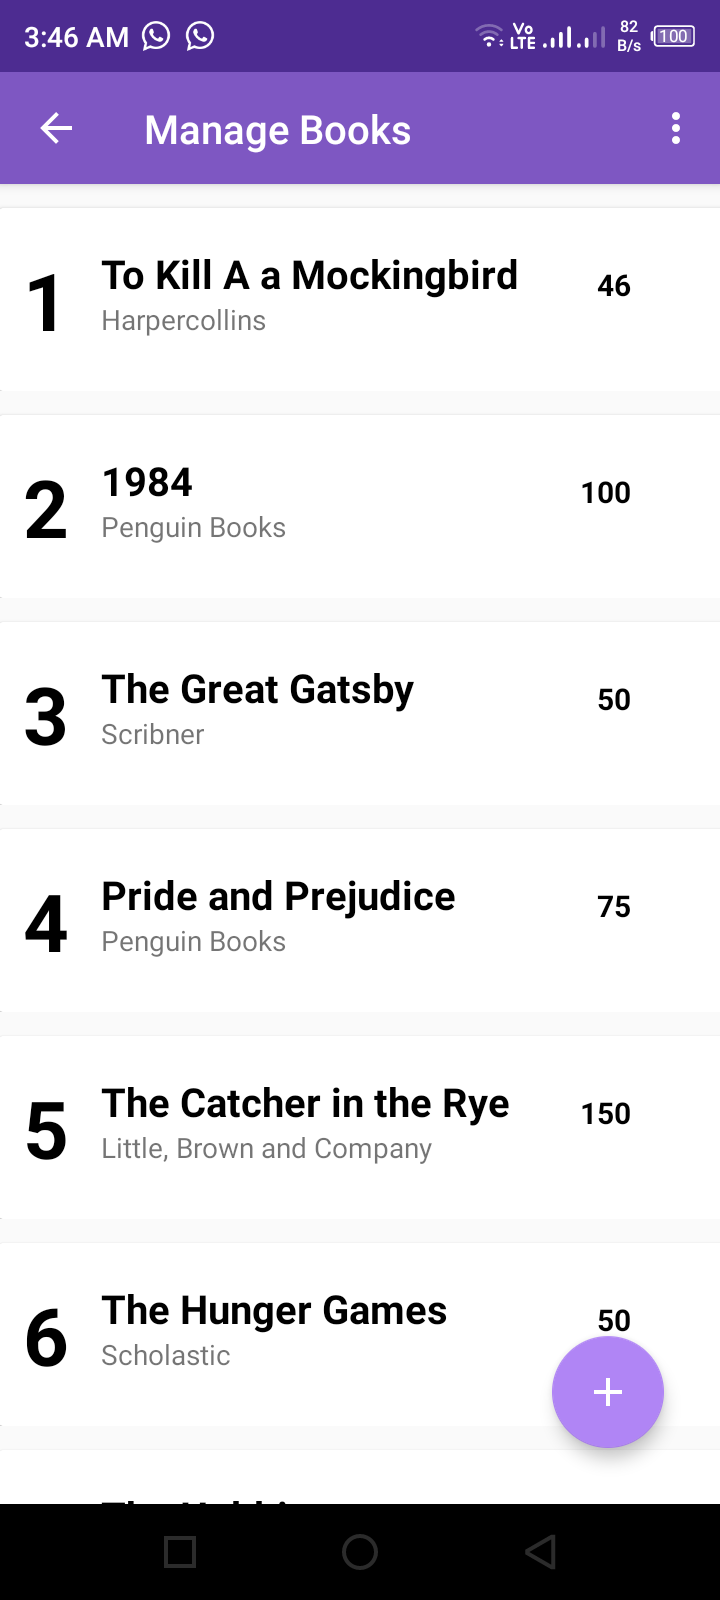 3:46 AM Vo LTE 82 B/s 100
Manage Books
1 To Kill A a Mockingbird 46
Harpercollins
2 1984 100
Penguin Books
3 The Great Gatsby 50
Scribner
4 Pride and Prejudice 75
Penguin Books
5 The Catcher in the Rye 150
Little, Brown and Company
6 The Hunger Games 50
Scholastic
+